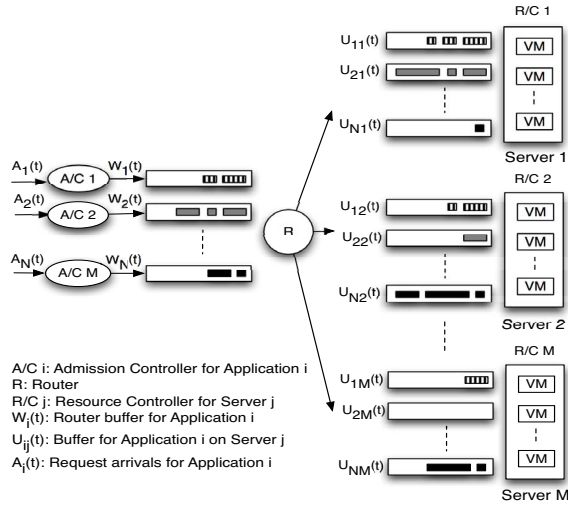 R/C 1
U11(t)
U21(t)
UN1(t)
VM
VM
VM
Server 1
A1(t)
A/C 1
W1(t)
A2(t)
A/C 2
W2(t)
AN(t)
A/C M
WN(t)
R
R/C 2
U12(t)
U22(t)
UN2(t)
VM
VM
VM
Server 2
R/C M
U1M(t)
U2M(t)
UNM(t)
VM
VM
VM
Server M
A/C i: Admission Controller for Application i
R: Router
R/C j: Resource Controller for Server j
Wi(t): Router buffer for Application i
Uij(t): Buffer for Application i on Server j
Ai(t): Request arrivals for Application i